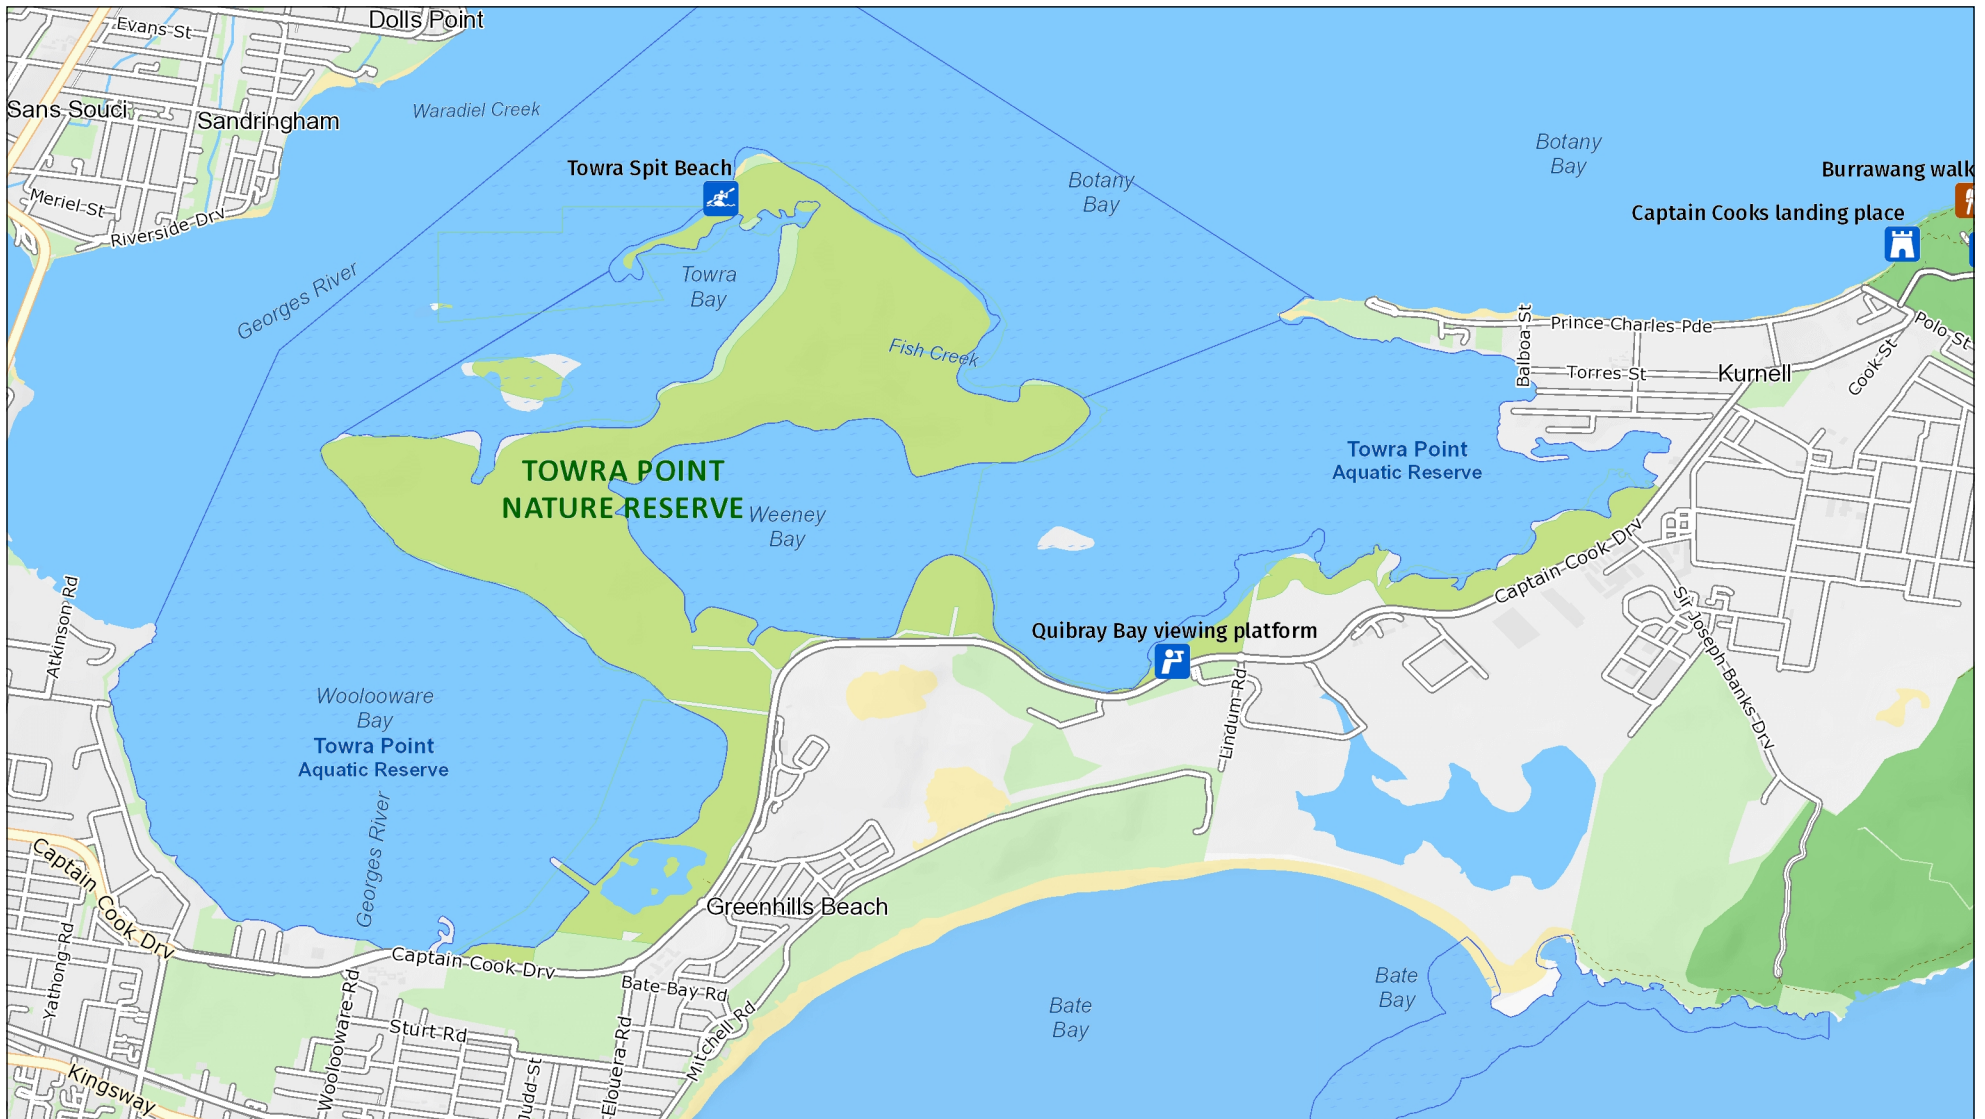 Dolls Point
Evans St
Sans Souci
Sandringham
Waradiel Creek
Meriel St
Riverside Drv
Georges River
Towra Spit Beach
Towra
Bay
Botany
Bay
Botany
Bay
Burrawang walk
Captain Cooks landing place
Prince Charles Pde
Balboa St
Torres St
Kurnell
Cook St
Polo St
Fish Creek
TOWRA POINT
NATURE RESERVE
Weeney
Bay
Towra Point
Aquatic Reserve
Captain Cook Drv
Sir Joseph Banks Drv
Quibray Bay viewing platform
Lindum Rd
Atkinson Rd
Woolooware
Bay
Towra Point
Aquatic Reserve
Georges River
Captain Cook Drv
Yathong Rd
Captain Cook Drv
Greenhills Beach
Bate Bay Rd
Woolooware Rd
Sturt Rd
Elouera Rd
Mitchell Rd
Kingsway
Bate
Bay
Bate
Bay